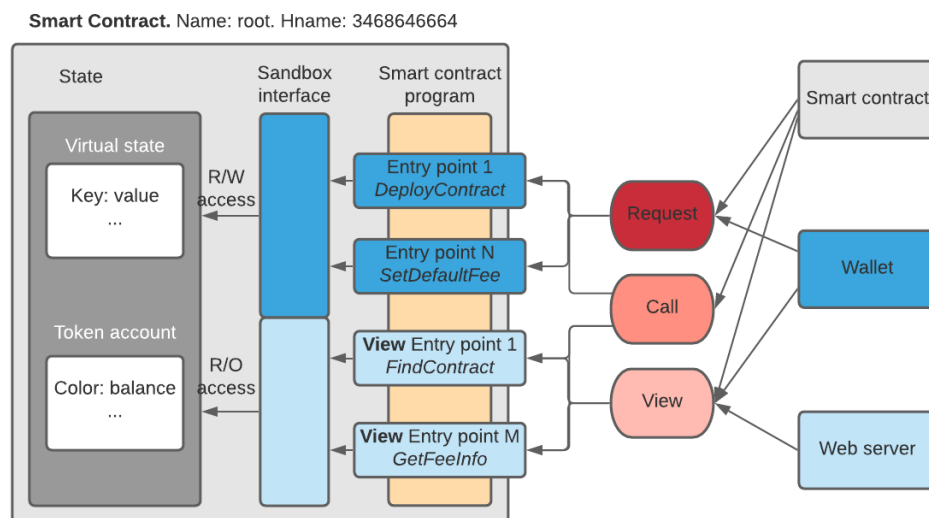 Smart Contract. Name: root. Hname: 3468646664
State
Sandbox
interface
Smart contract
program
Smart contract
Virtual state
Key: value
...
R/W
access
Entry point 1
DeployContract
Request
Entry point N
SetDefaultFee
Wallet
Call
Token account
Color: balance
...
R/O
access
View Entry point 1
FindContract
View
View Entry point M
GetFeeInfo
Web server